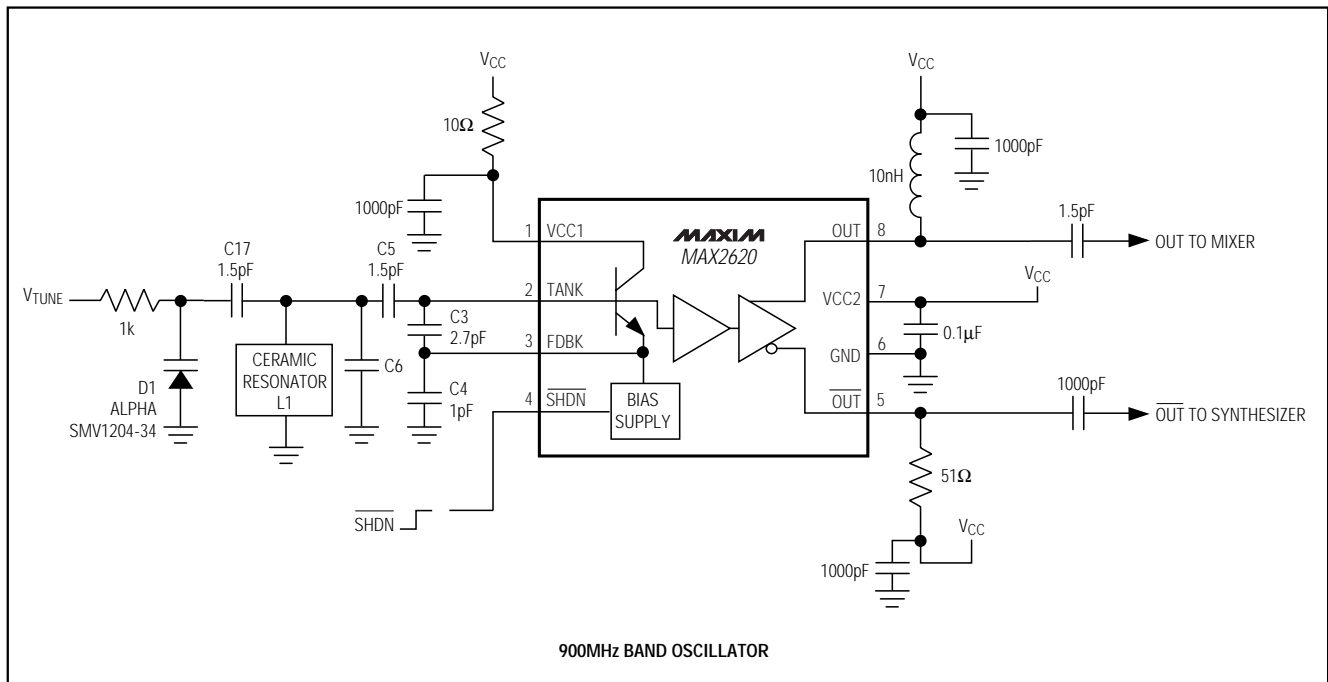 VCC
10Ω
1000pF
VCC
1000pF
10nH
1.5pF
OUT TO MIXER
C17
1.5pF
C5
1.5pF
VTUNE
1k
D1
ALPHA
SMV1204-34
CERAMIC
RESONATOR
L1
C6
C3
2.7pF
C4
1pF
SHDN
1 VCC1
2 TANK
3 FDBK
4 SHDN
MAXIM
MAX2620
BIAS
SUPPLY
OUT 8
VCC2 7
GND 6
OUT 5
VCC
0.1µF
1000pF
OUT TO SYNTHESIZER
51Ω
VCC
1000pF
900MHz BAND OSCILLATOR